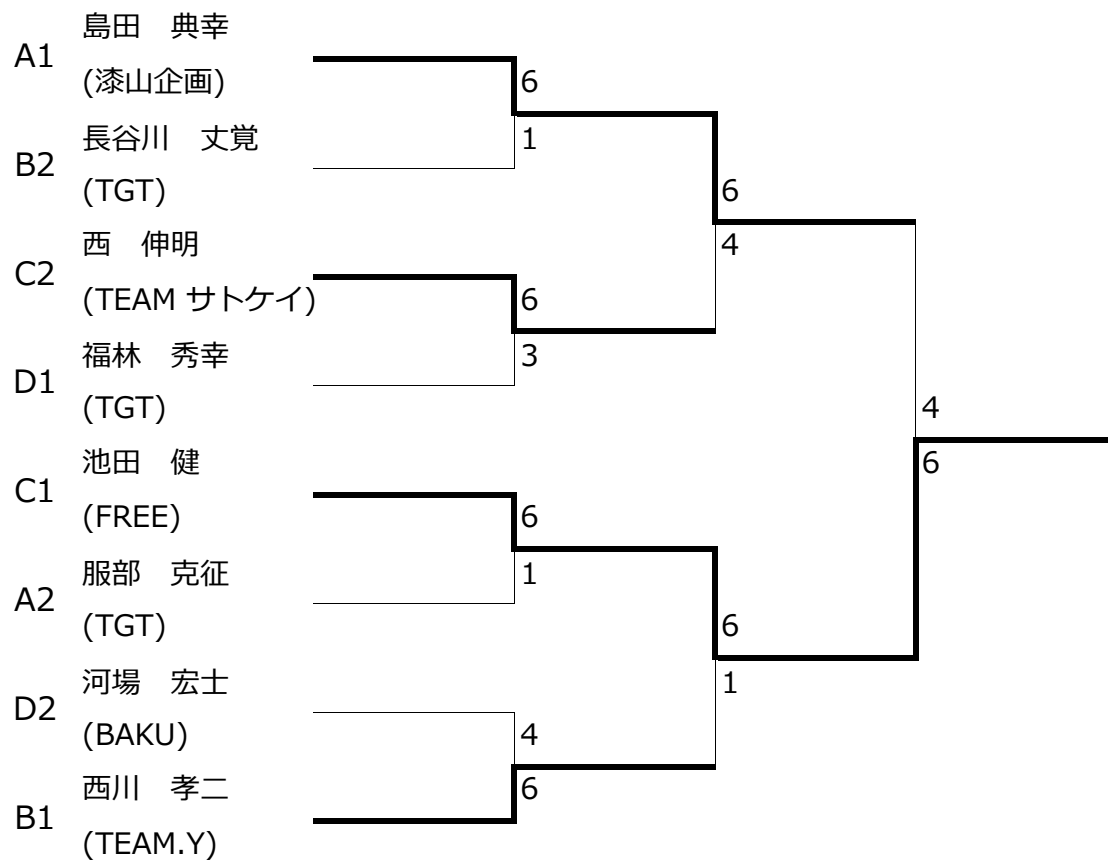 A1
島田　典幸
(漆山企画)
6
1
B2
長谷川　丈覚
(TGT)
6
4
C2
西　伸明
(TEAM サトケイ)
6
3
D1
福林　秀幸
(TGT)
4
6
C1
池田　健
(FREE)
6
1
A2
服部　克征
(TGT)
6
1
D2
河場　宏士
(BAKU)
4
6
B1
西川　孝二
(TEAM.Y)